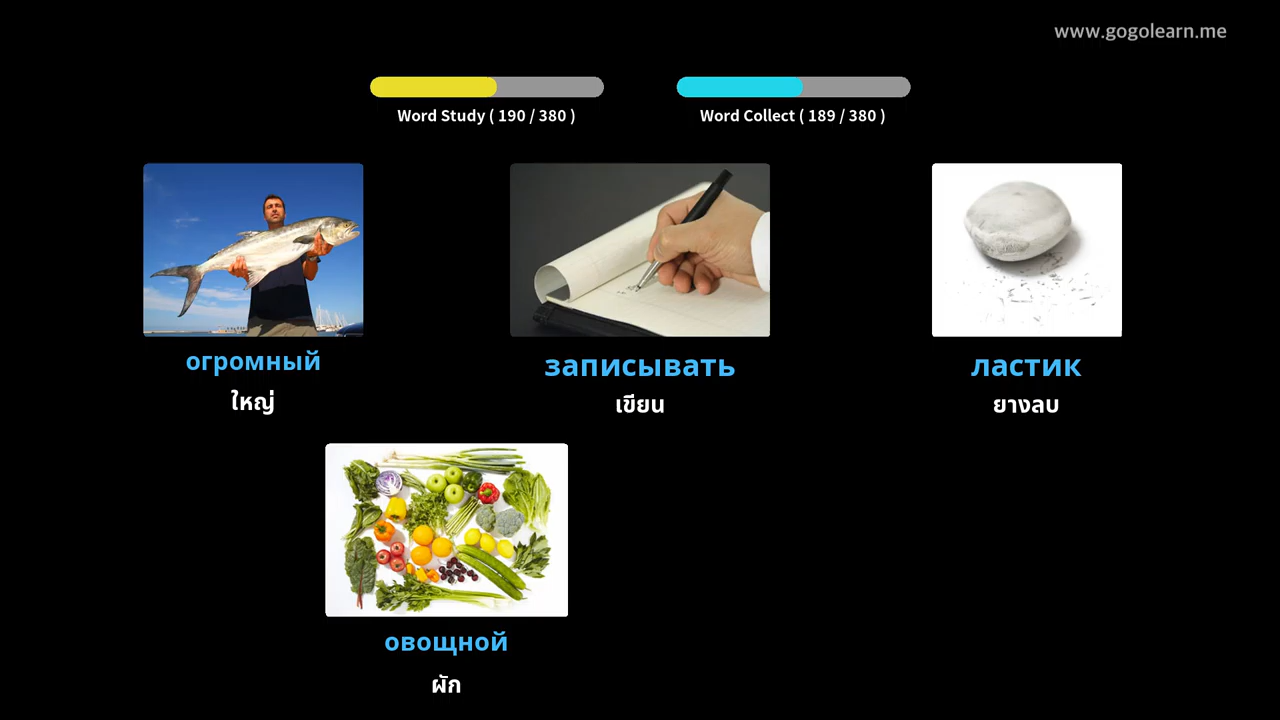 www.gogolearn.me
Word Study ( 190 / 380 )
Word Collect ( 189 / 380 )
огромный
ใหญ่
записывать
เขียน
ластик
ยางลบ
овощной
ผัก